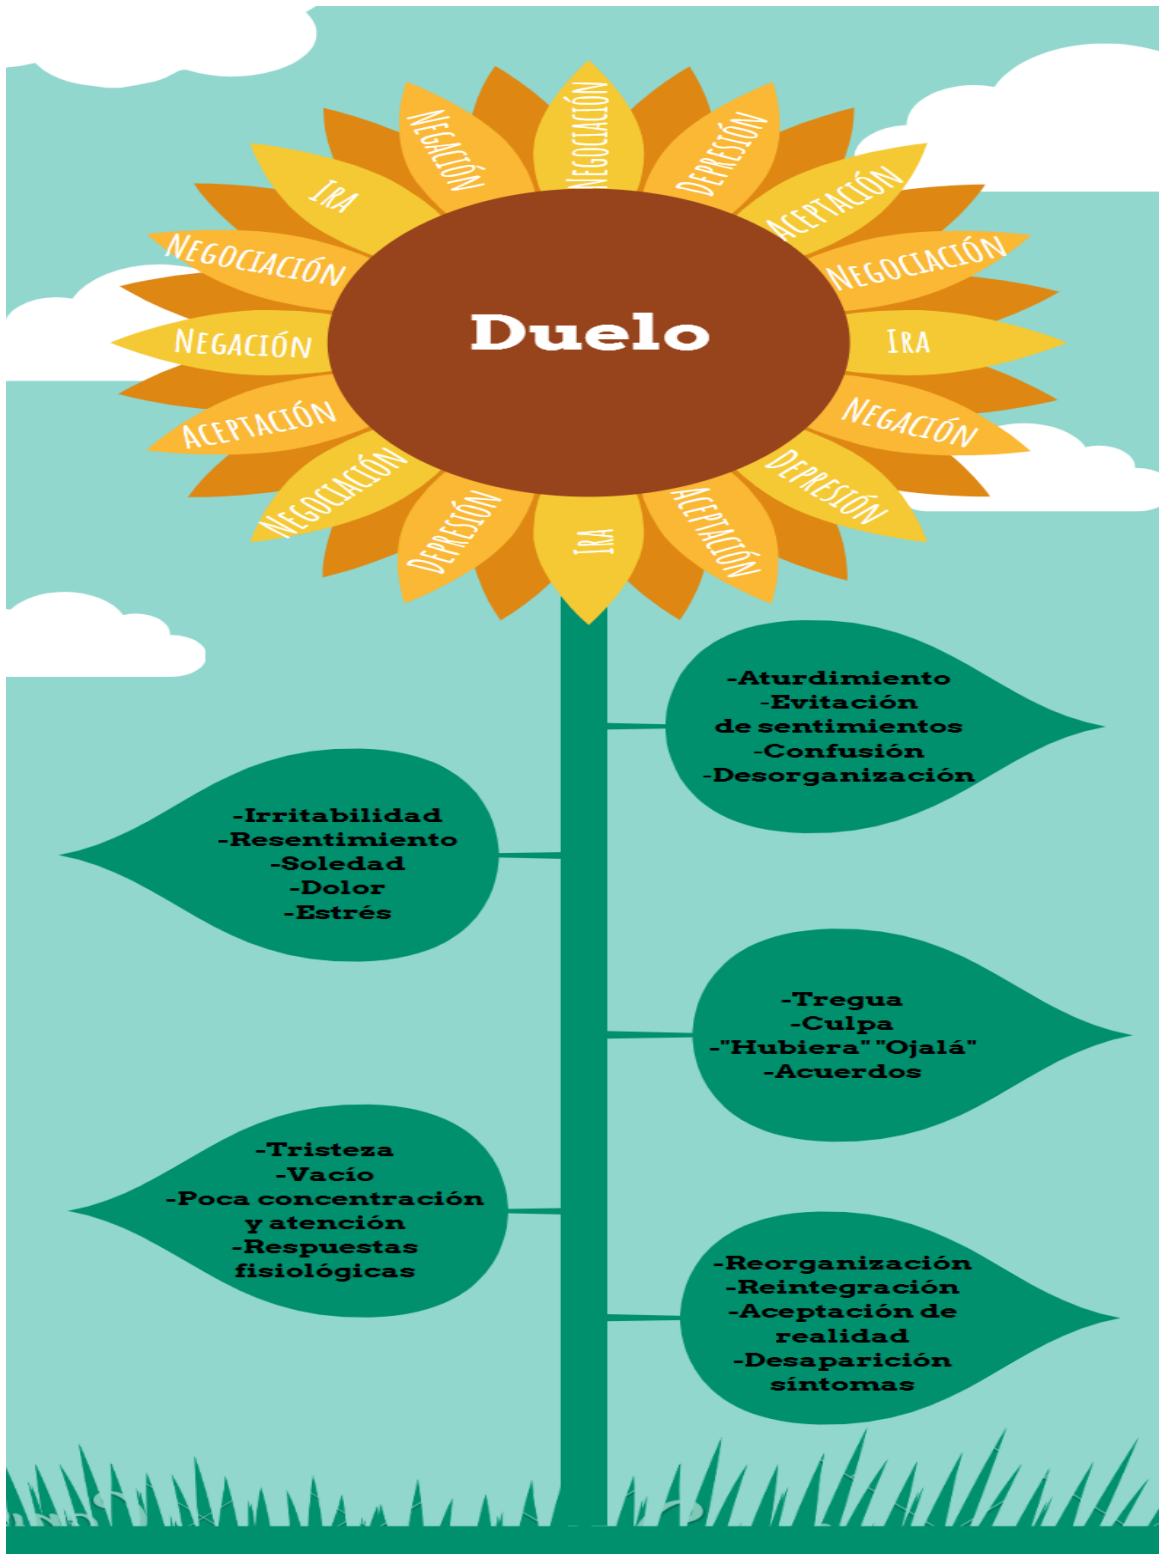 Negociación
Depresión
Aceptación
Negociación
Ira
Negación
Depresión
Aceptación
Ira
Depresión
Negociación
Aceptación
Negación
Negociación
Ira
Negación
Duelo
-Aturdimiento
-Evitación
de sentimientos
-Confusión
-Desorganización
-Irritabilidad
-Resentimiento
-Soledad
-Dolor
-Estrés
-Tregua
-Culpa
-"Hubiera" "Ojalá"
-Acuerdos
-Tristeza
-Vacío
-Poca concentración
y atención
-Respuestas
fisiológicas
-Reorganización
-Reintegración
-Aceptación de
realidad
-Desaparición
síntomas